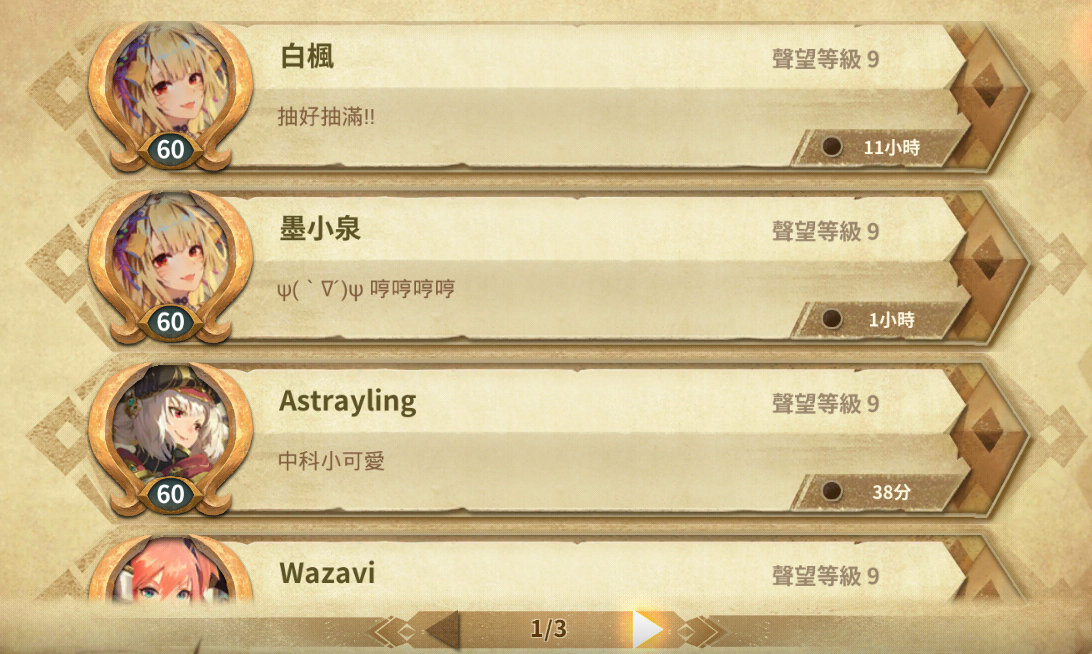 白楓
聲望等級 9
抽好抽滿!!
60
11小時
墨小泉
聲望等級 9
ψ(｀∇´)ψ 哼哼哼哼
60
1小時
Astrayling
聲望等級 9
中科小可愛
60
38分
Wazavi
聲望等級 9
1/3